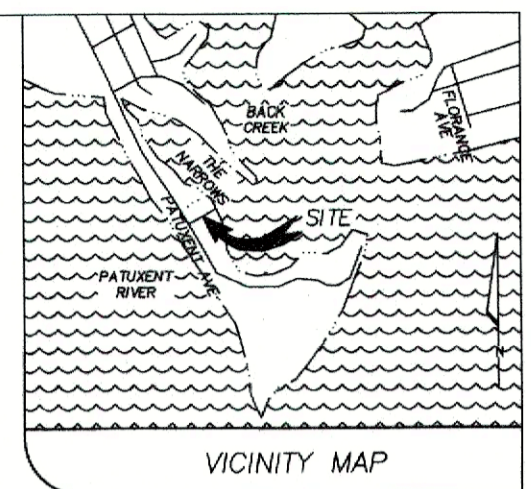 BACK
CREEK
FLORANCE
AVE
THE
NARROWS
SITE
PATUXENT AVE
PATUXENT
RIVER
N
VICINITY MAP